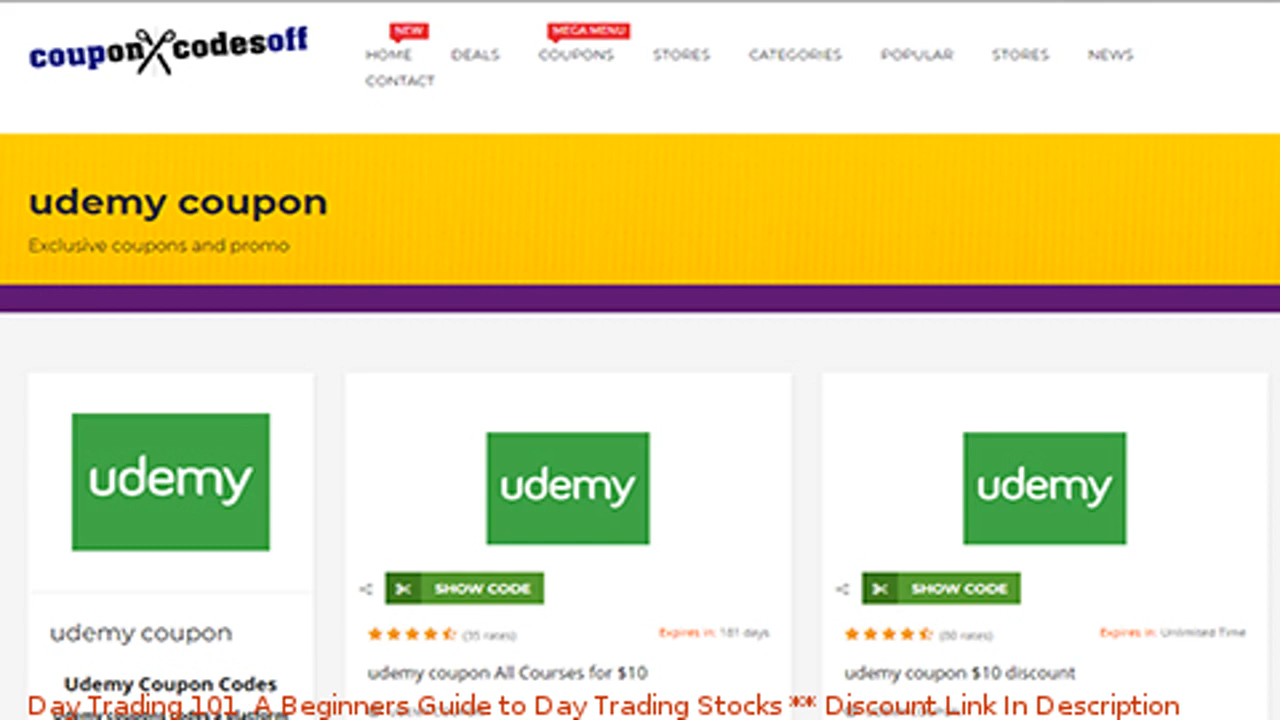 couponXcodesoff
NEW
MEGA MENU
HOME DEALS COUPONS STORES CATEGORIES POPULAR STORES NEWS
CONTACT
udemy coupon
Exclusive coupons and promo
udemy
udemy
udemy
SHOW CODE
SHOW CODE
(35 rates) Expires in: 181 days
(80 rates) Expires in: Unlimited Time
udemy coupon
udemy coupon All Courses for $10
udemy coupon $10 discount
Udemy Coupon Codes
Day Trading 101 A Beginners Guide to Day Trading Stocks *** Discount Link In Description